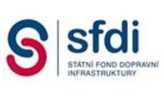 sfdi
STÁTNÍ FOND DOPRAVNÍ
INFRASTRUKTURY